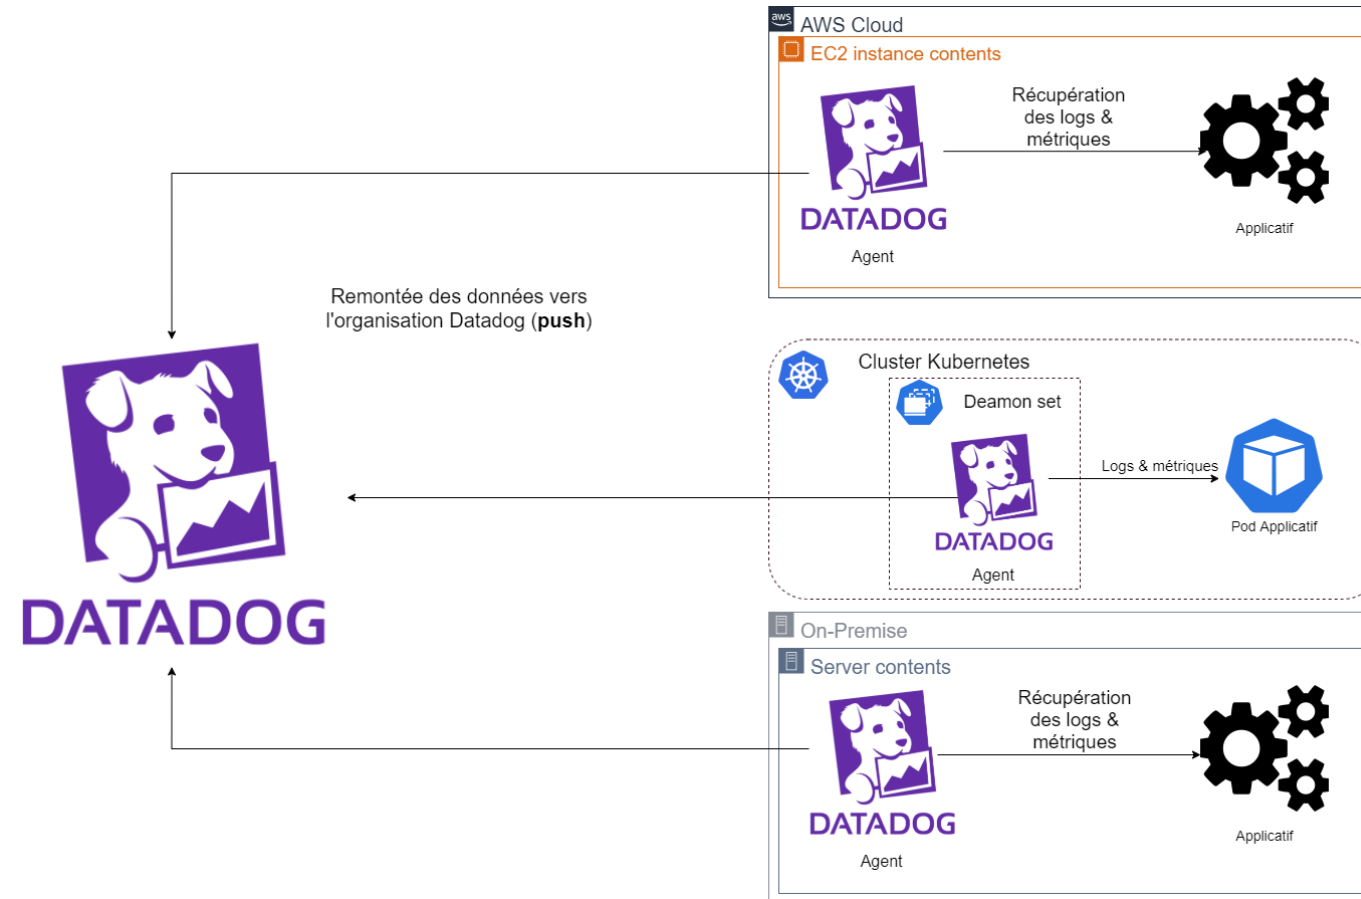 aws
AWS Cloud
EC2 instance contents
Récupération
des logs &
métriques
DATADOG
Agent
Applicatif
Remontée des données vers
l'organisation Datadog (push)
DATADOG
Cluster Kubernetes
Deamon set
Logs & métriques
DATADOG
Agent
Pod Applicatif
On-Premise
Server contents
Récupération
des logs &
métriques
DATADOG
Agent
Applicatif